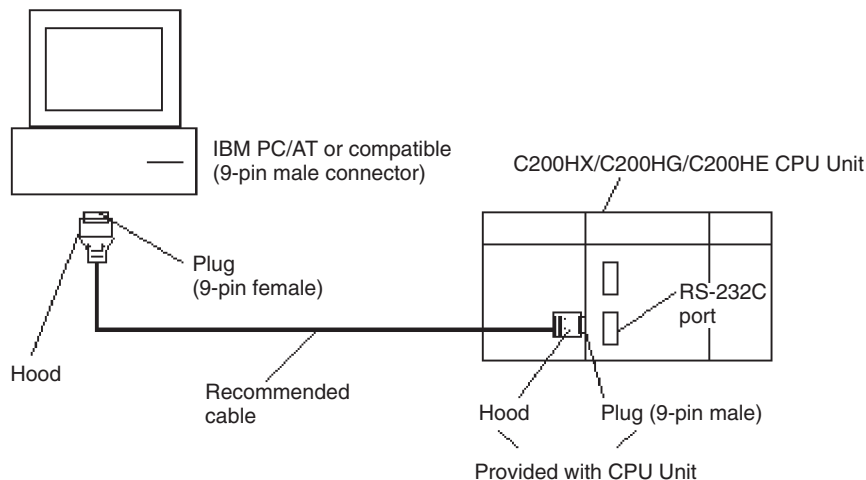 IBM PC/AT or compatible
(9-pin male connector)
C200HX/C200HG/C200HE CPU Unit
Plug
(9-pin female)
RS-232C
port
Hood
Recommended
cable
Hood
Plug (9-pin male)
Provided with CPU Unit